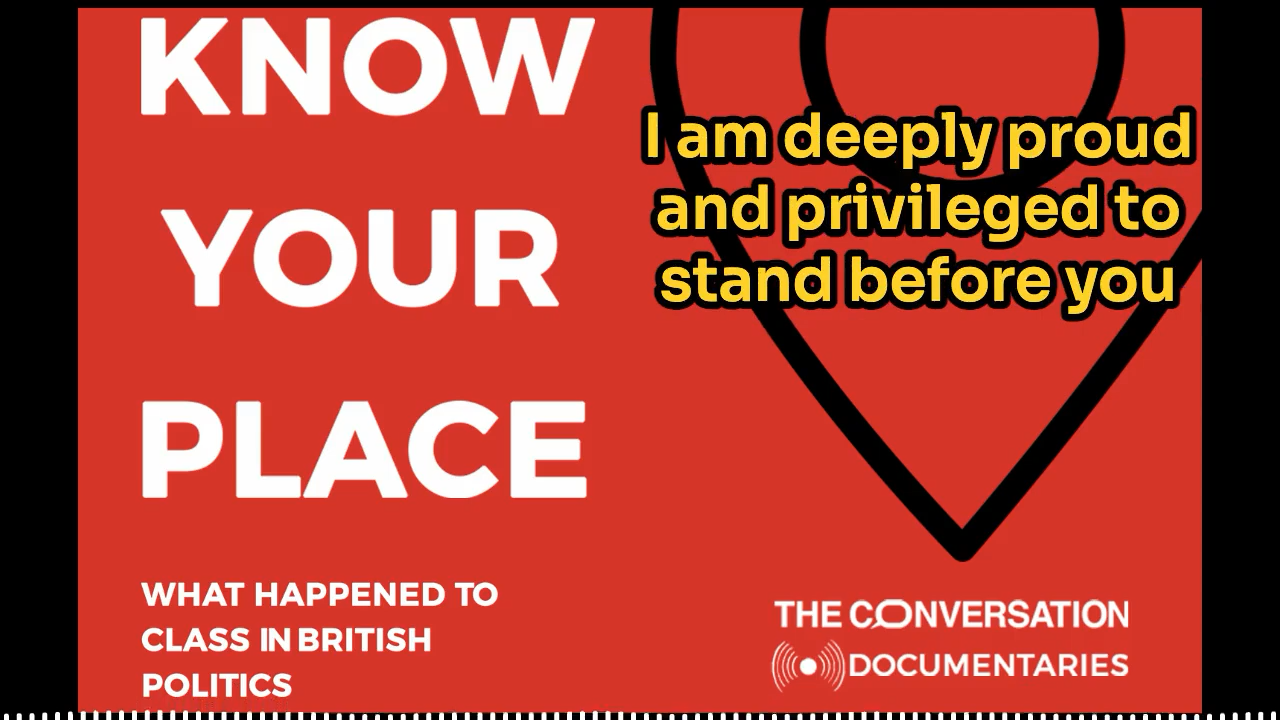 KNOW
YOUR
PLACE
WHAT HAPPENED TO
CLASS IN BRITISH
POLITICS
I am deeply proud
and privileged to
stand before you
THE CONVERSATION
DOCUMENTARIES